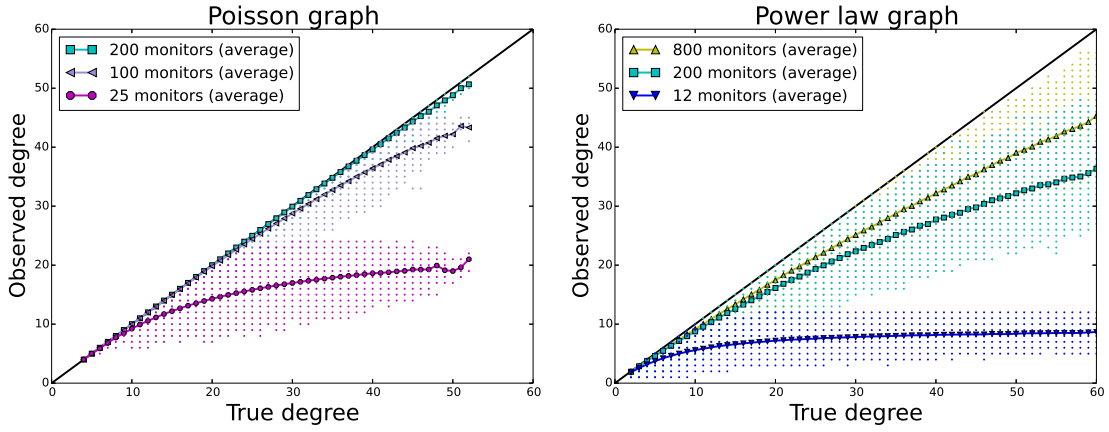 Poisson graph
200 monitors (average)
100 monitors (average)
25 monitors (average)
Observed degree
60
50
40
30
20
10
0
0 10 20 30 40 50 60
True degree
Power law graph
800 monitors (average)
200 monitors (average)
12 monitors (average)
Observed degree
60
50
40
30
20
10
0
0 10 20 30 40 50 60
True degree